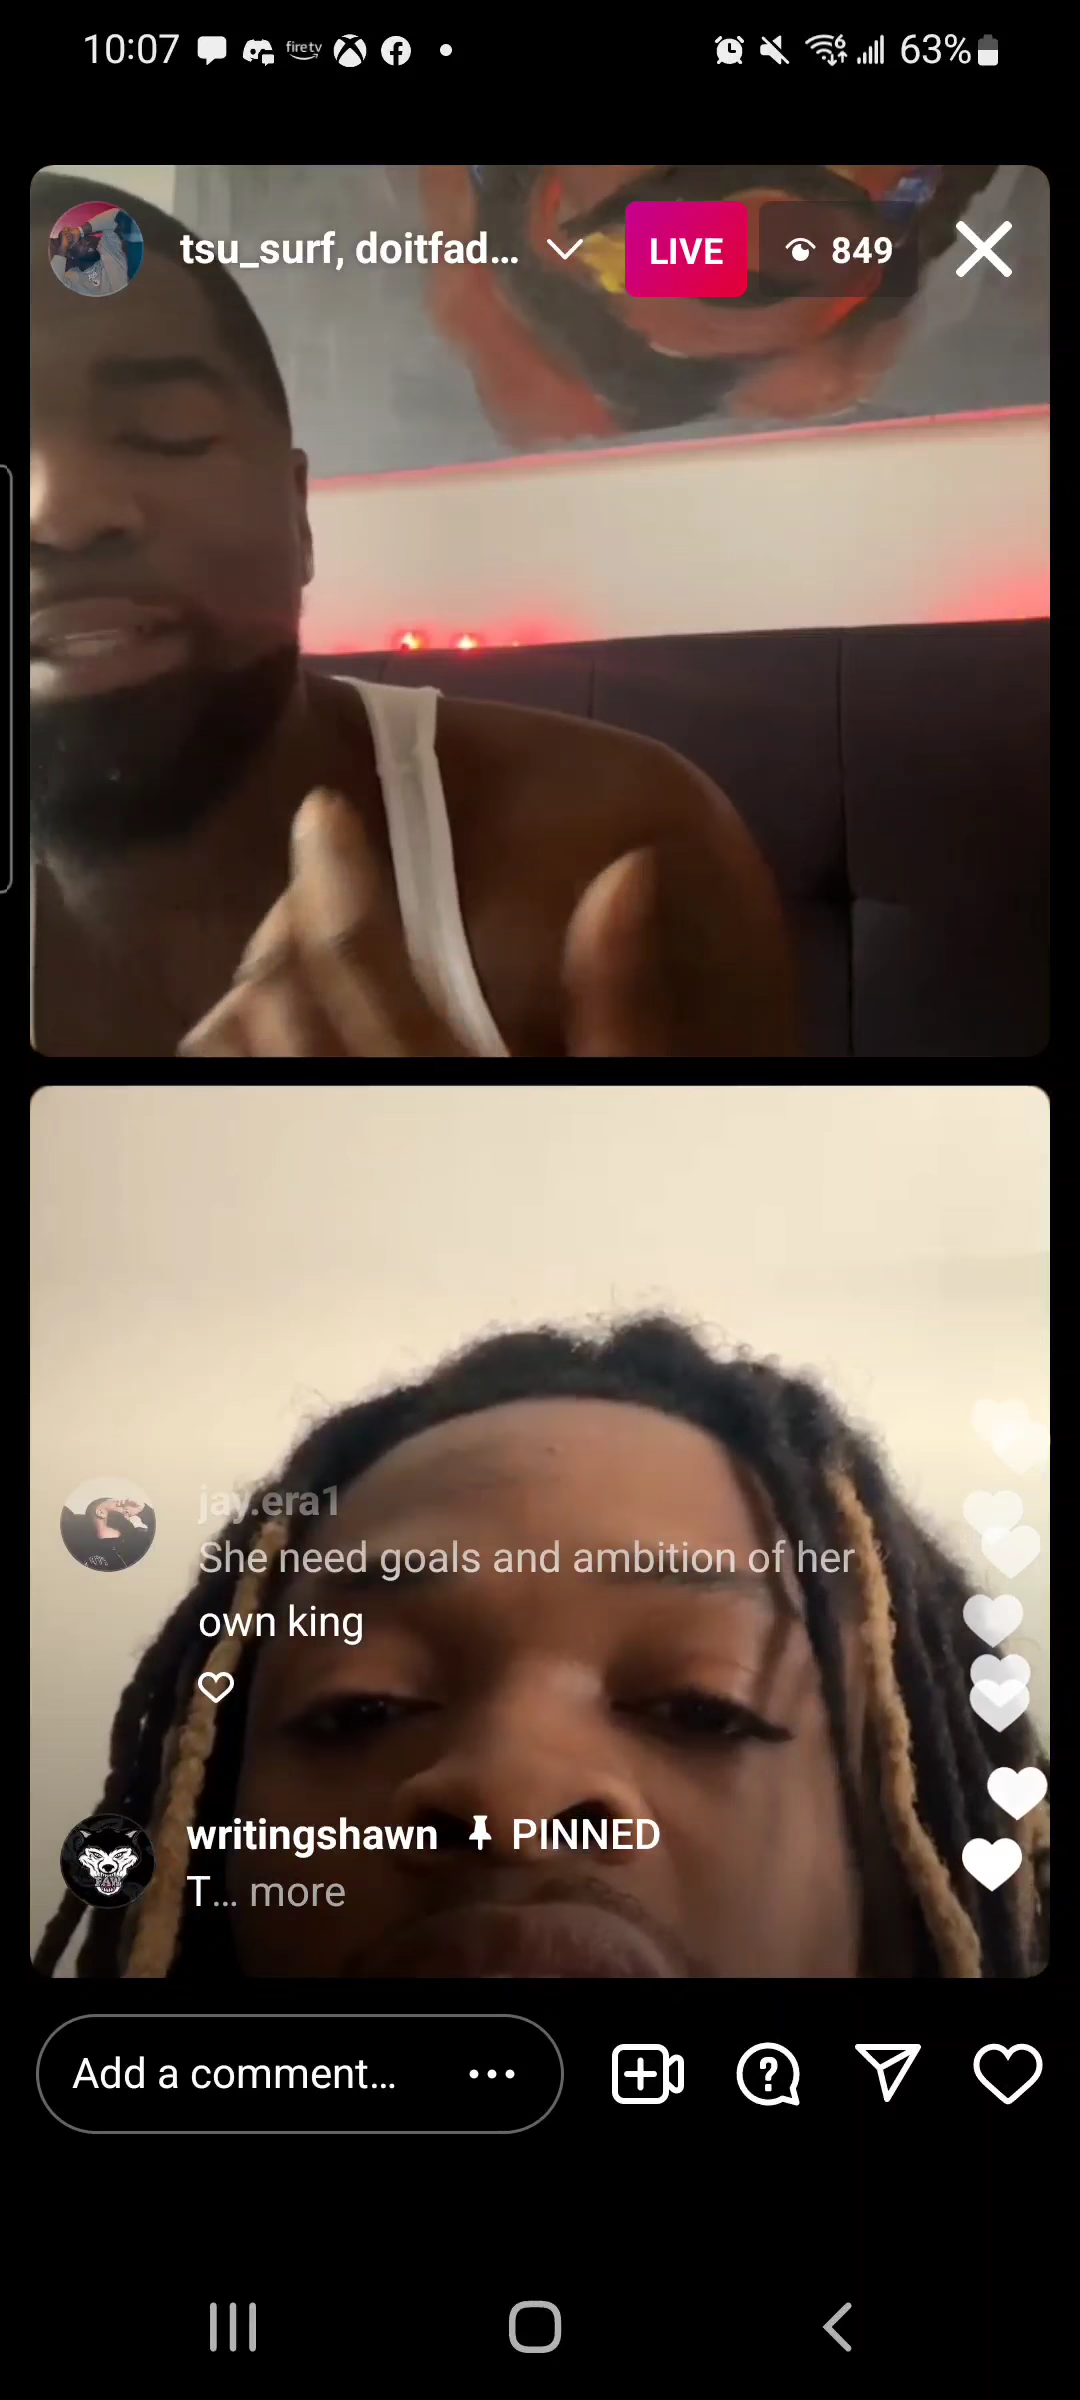 10:07
firetv
63%
tsu_surf, doitfad...
LIVE
849
jay.era1
She need goals and ambition of her
own king
writingshawn PINNED
T... more
Add a comment...